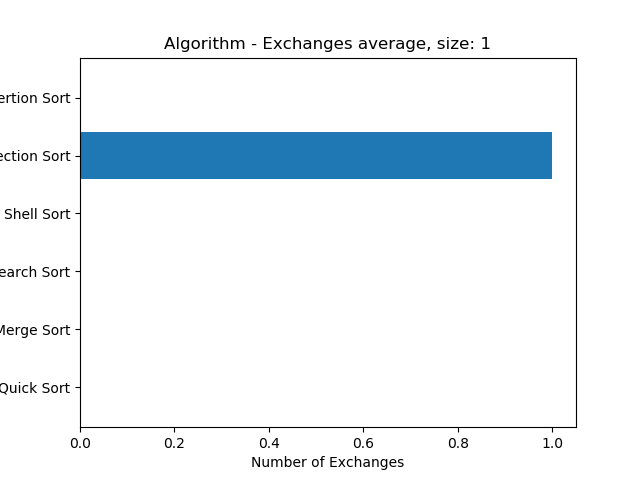 Algorithm - Exchanges average, size: 1
ertion Sort
ection Sort
Shell Sort
earch Sort
Merge Sort
Quick Sort
0.0 0.2 0.4 0.6 0.8 1.0
Number of Exchanges